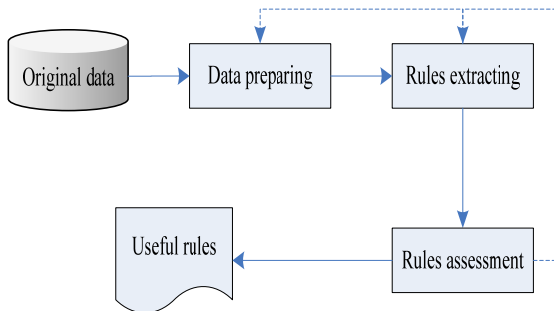 Original data
Data preparing
Rules extracting
Useful rules
Rules assessment